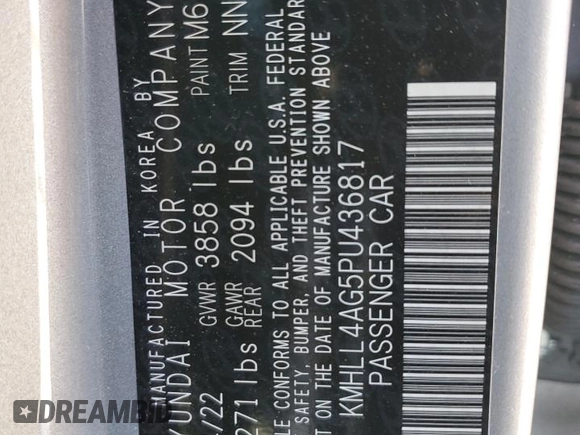 MANUFACTURED IN KOREA BY
YUNDAI MOTOR COMPANY
/22 GVWR 3858 lbs PAINT M6
271 lbs GAWR REAR 2094 lbs TRIM NN
LE CONFORMS TO ALL APPLICABLE U.S.A. FEDERAL
SAFETY, BUMPER, AND THEFT PREVENTION STANDAR
ON THE DATE OF MANUFACTURE SHOWN ABOVE
KMHLL4AG5PU436817
PASSENGER CAR
DIRECT2BID